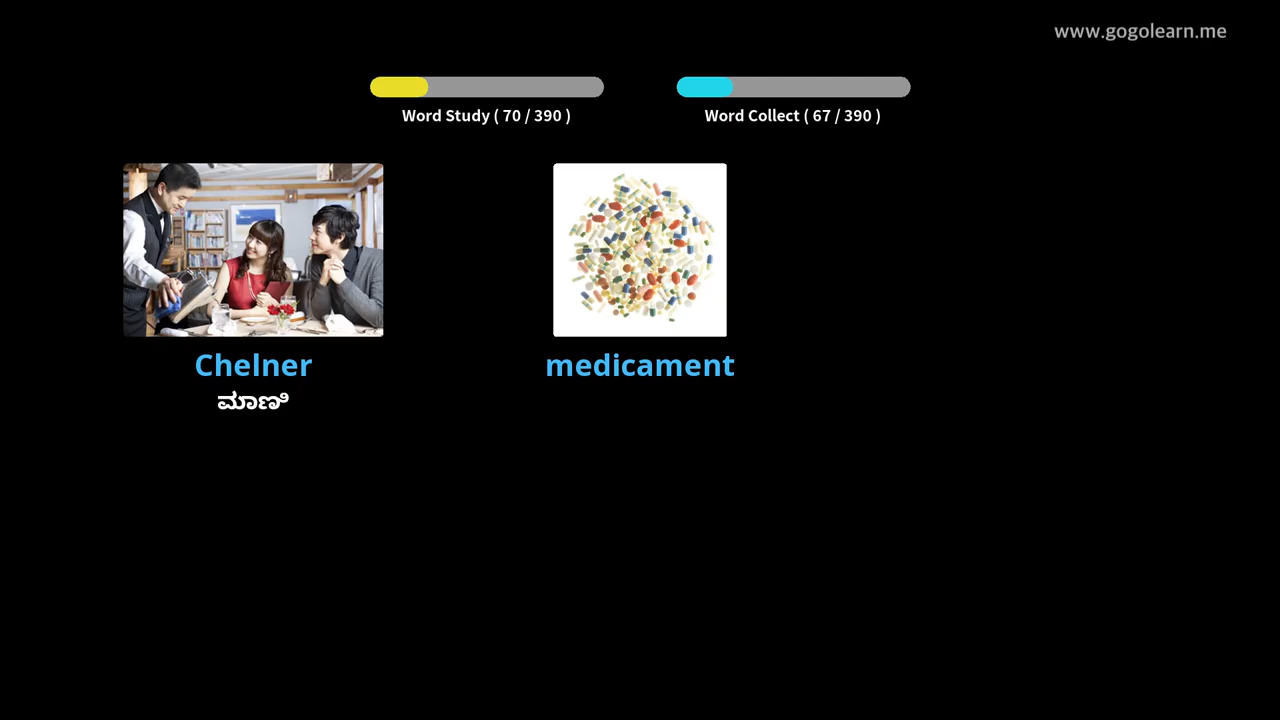 www.gogolearn.me
Word Study ( 70 / 390 )
Word Collect ( 67 / 390 )
Chelner
ಮಾಣಿ
medicament